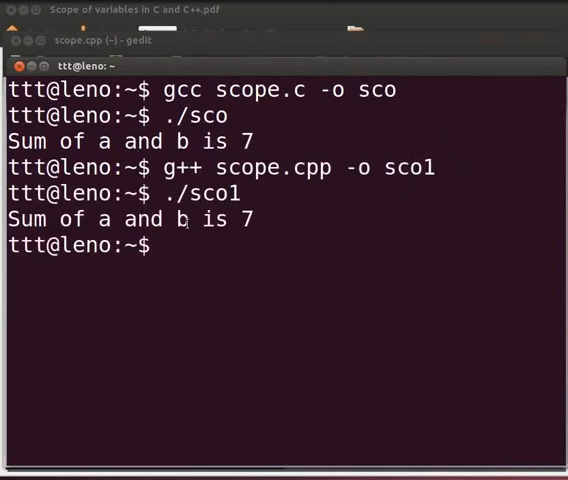 Scope of variables in C and C++.pdf
scope.cpp (~) - gedit
ttt@leno: ~
ttt@leno:~$ gcc scope.c -o sco
ttt@leno:~$ ./sco
Sum of a and b is 7
ttt@leno:~$ g++ scope.cpp -o sco1
ttt@leno:~$ ./sco1
Sum of a and b is 7
ttt@leno:~$